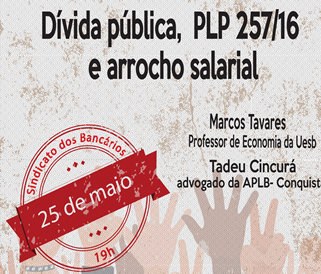 Dívida pública, PLP 257/16
e arrocho salarial
Marcos Tavares
Professor de Economia da Uesb
Tadeu Cincurá
advogado da APLB- Conquist
Sindicato dos Bancários
25 de maio
19h